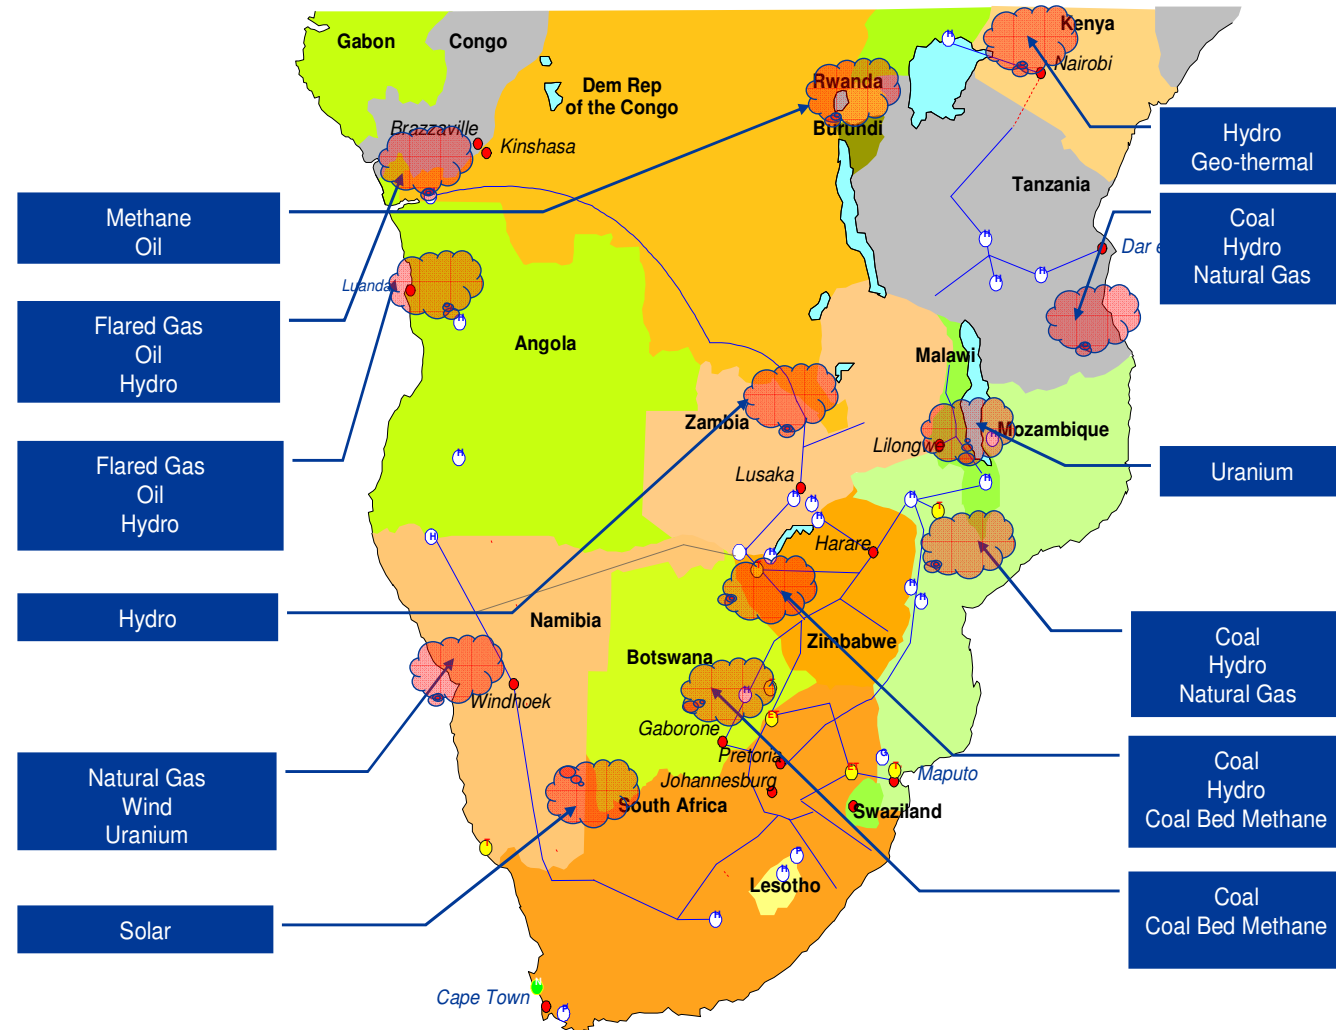 Gabon
Congo
Kenya
Nairobi
Dem Rep
of the Congo
Rwanda
Burundi
Brazzaville
Kinshasa
Tanzania
Dar e
Luanda
Angola
Malawi
Zambia
Mozambique
Lilongwe
Lusaka
Harare
Namibia
Zimbabwe
Botswana
Windhoek
Gaborone
Pretoria
Johannesburg
Maputo
South Africa
Swaziland
Lesotho
Cape Town
Methane
Oil
Flared Gas
Oil
Hydro
Flared Gas
Oil
Hydro
Hydro
Natural Gas
Wind
Uranium
Solar
Hydro
Geo-thermal
Coal
Hydro
Natural Gas
Uranium
Coal
Hydro
Natural Gas
Coal
Hydro
Coal Bed Methane
Coal
Coal Bed Methane
H
H
H
H
H
H
H
H
H
H
H
H
T
H
H
H
H
ET
G
ET
T
T
P
H
H
N
P